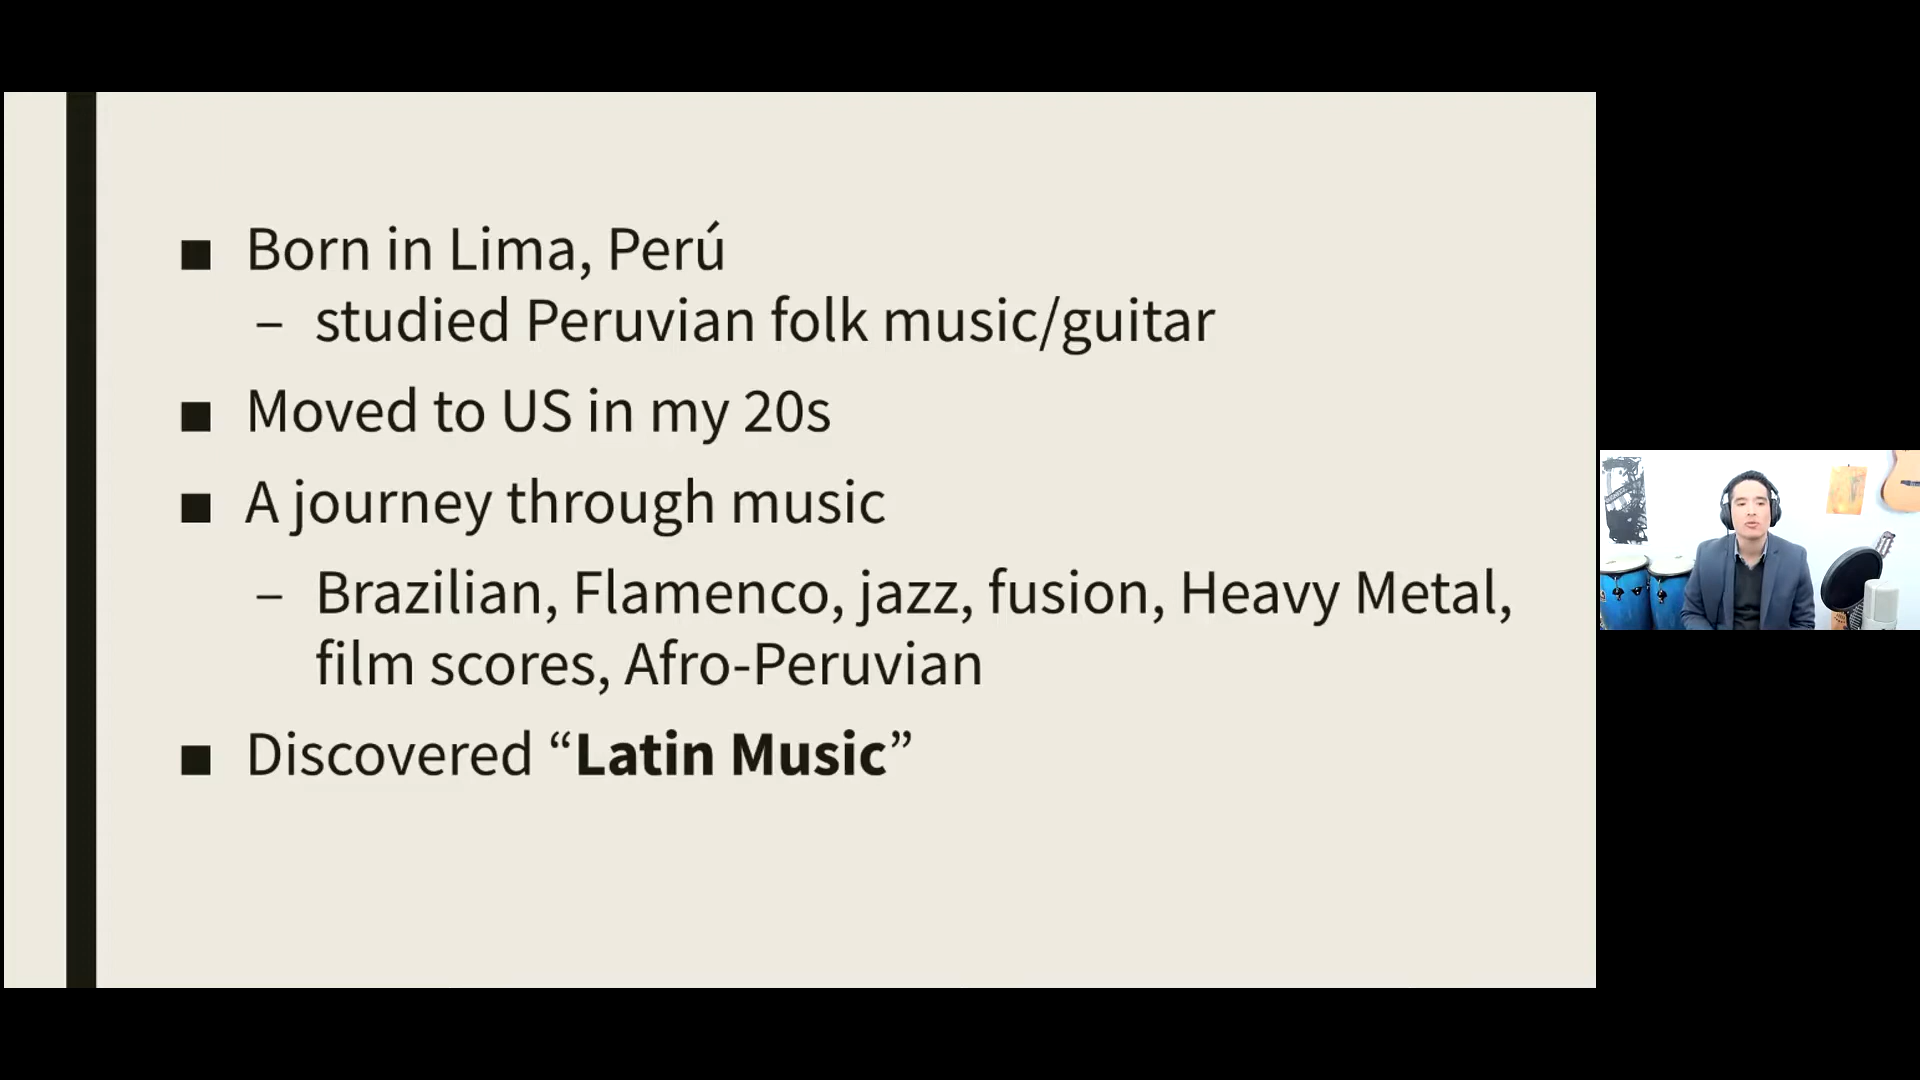 ■ Born in Lima, Perú
– studied Peruvian folk music/guitar
■ Moved to US in my 20s
■ A journey through music
– Brazilian, Flamenco, jazz, fusion, Heavy Metal,
film scores, Afro-Peruvian
■ Discovered “Latin Music”